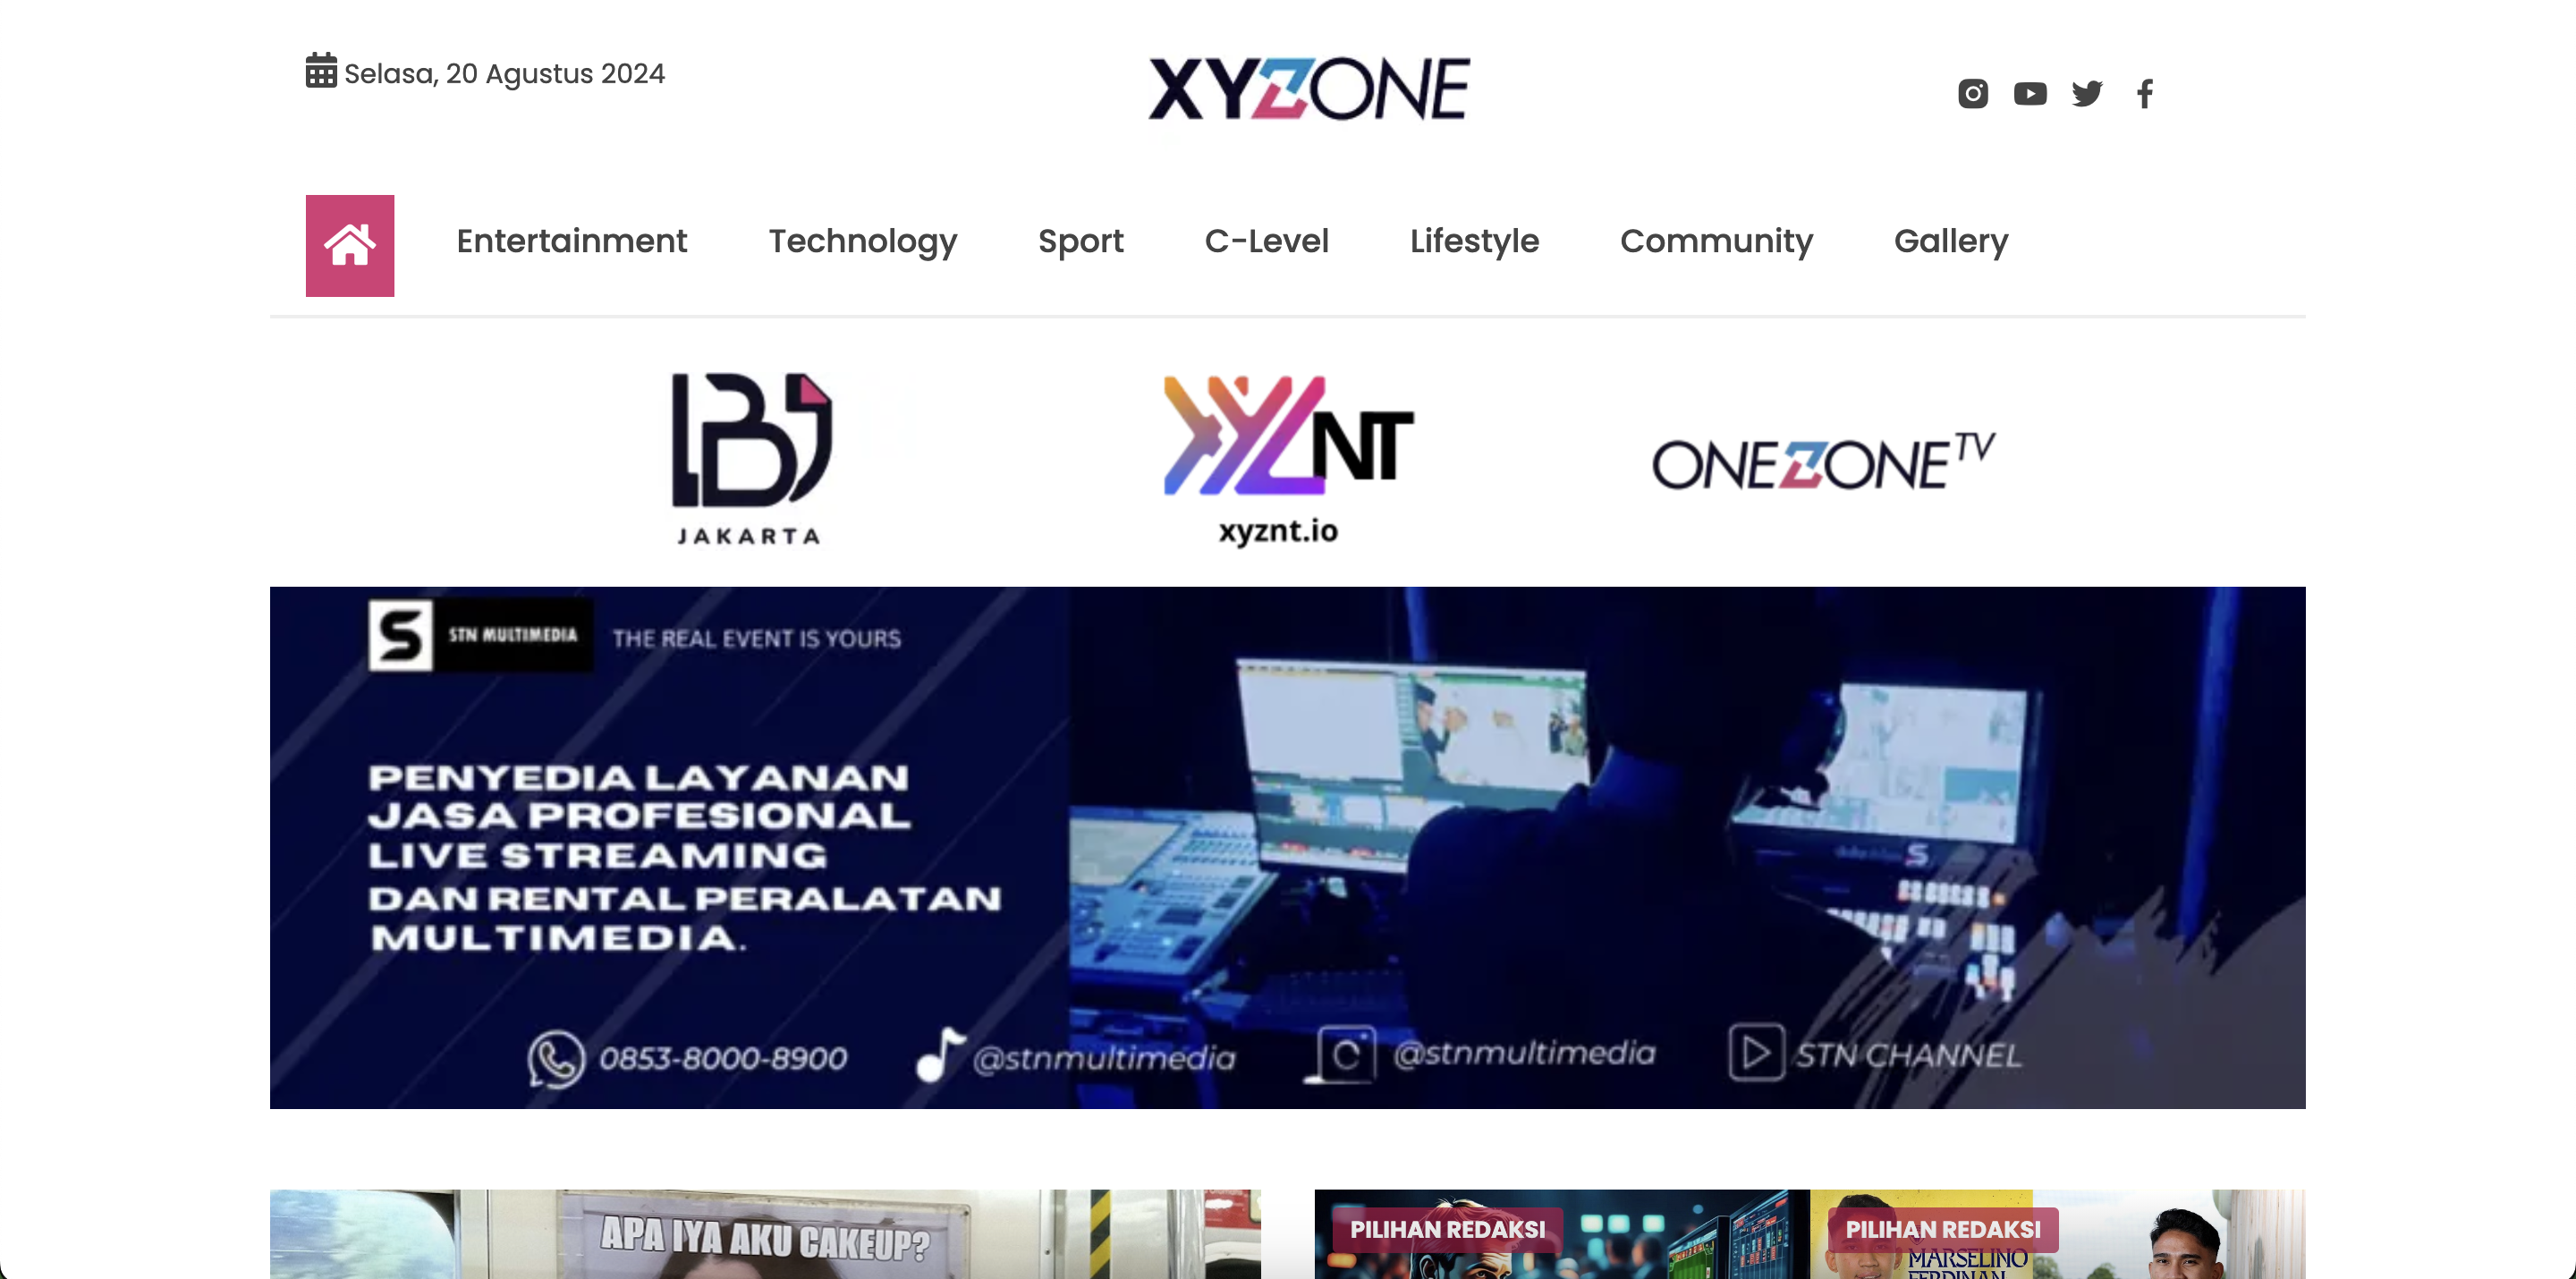 Selasa, 20 Agustus 2024
XYZONE
Entertainment Technology Sport C-Level Lifestyle Community Gallery
JAKARTA
XYZNT
xyznt.io
ONEZONE TV
STN MULTIMEDIA THE REAL EVENT IS YOURS
PENYEDIA LAYANAN
JASA PROFESIONAL
LIVE STREAMING
DAN RENTAL PERALATAN
MULTIMEDIA.
0853-8000-8900 @stnmultimedia @stnmultimedia STN CHANNEL
APA IYA AKU CAKEUP?
PILIHAN REDAKSI
PILIHAN REDAKSI
MARSELINO
FERDINAN